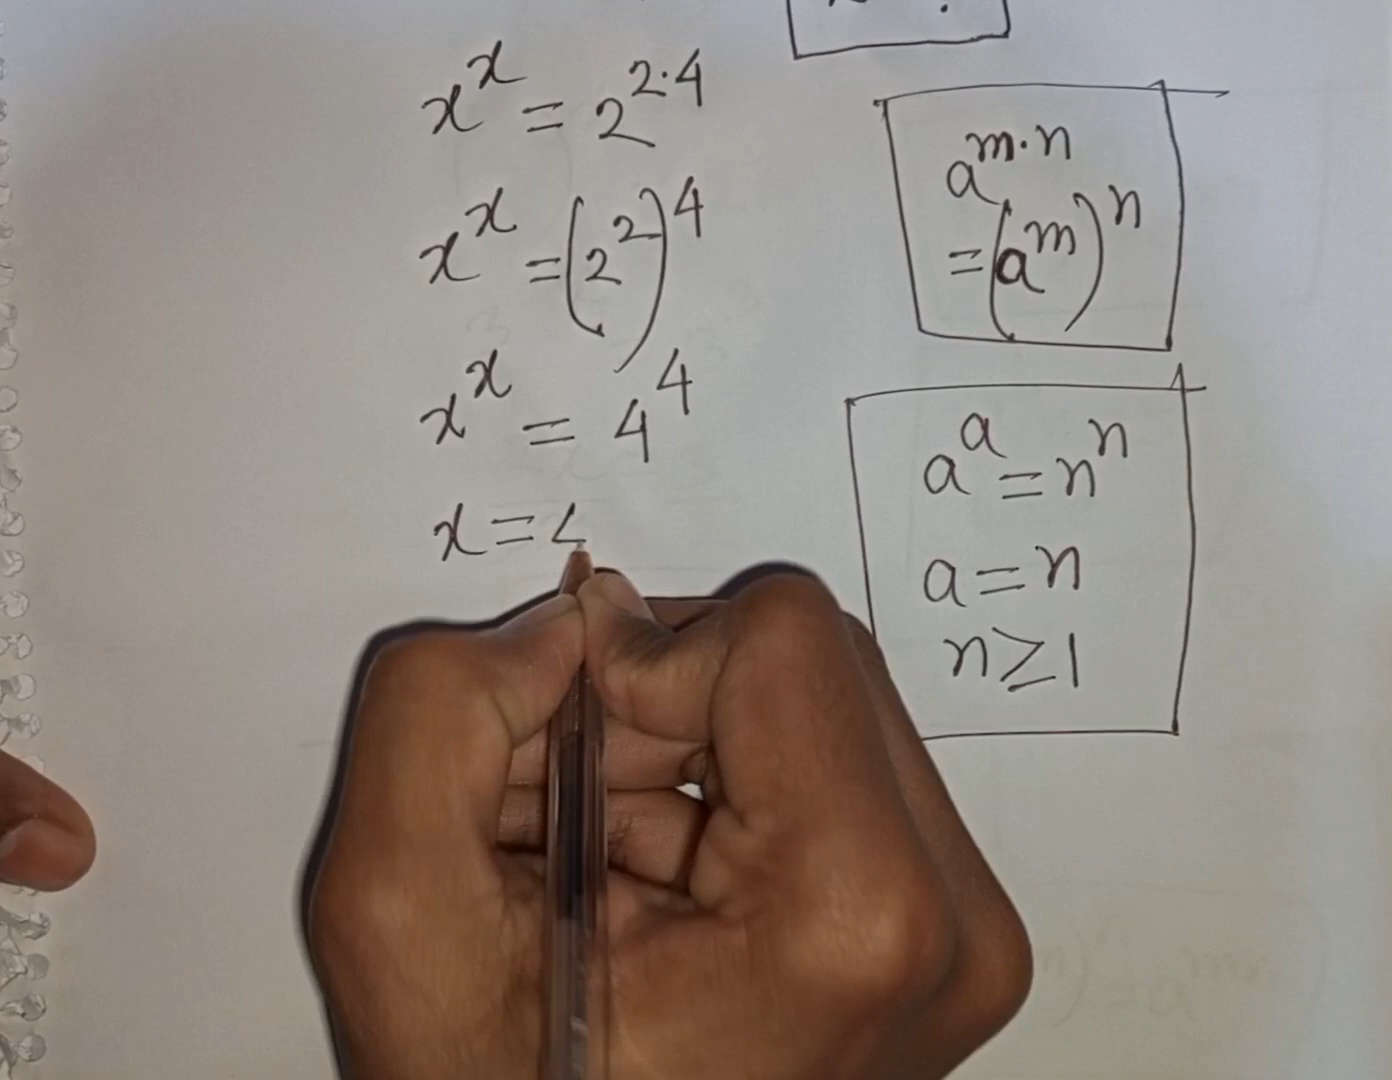 x^x = 2^{2·4}
x^x = (2^2)^4
x^x = 4^4
x = 4
a^{m·n}
= (a^m)^n
a^a = n^n
a = n
n ≥ 1